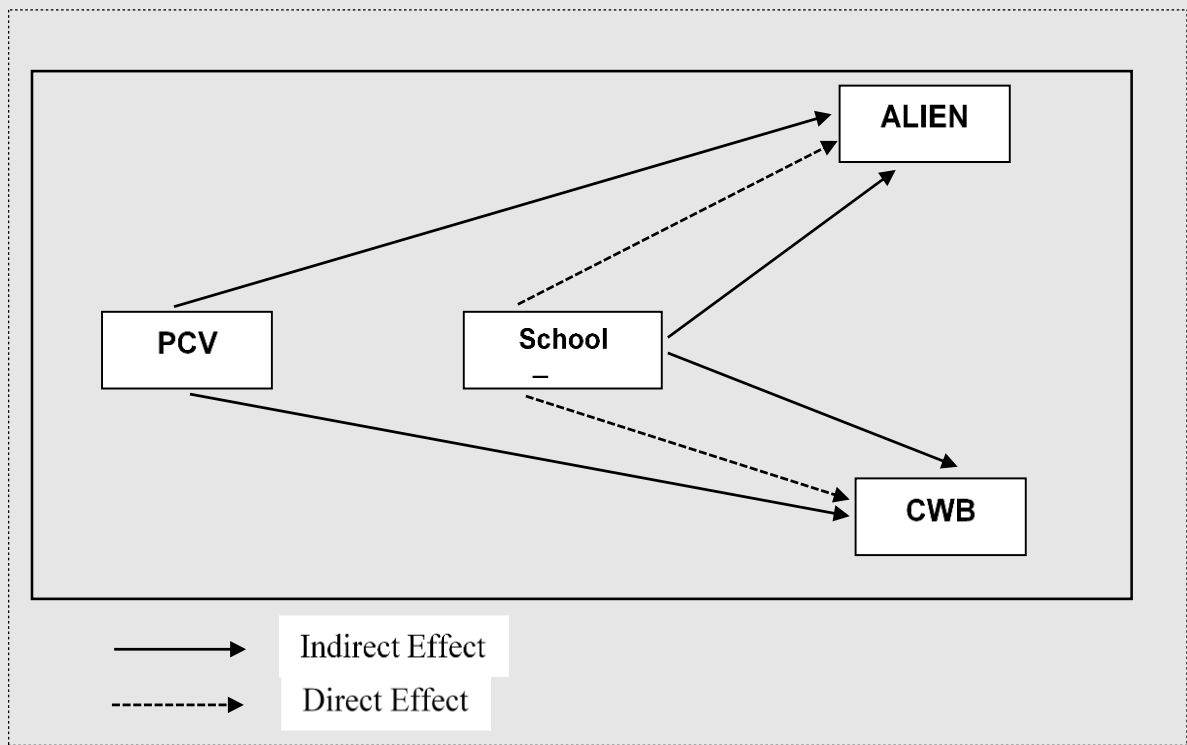 ALIEN
PCV
School
_
CWB
Indirect Effect
Direct Effect